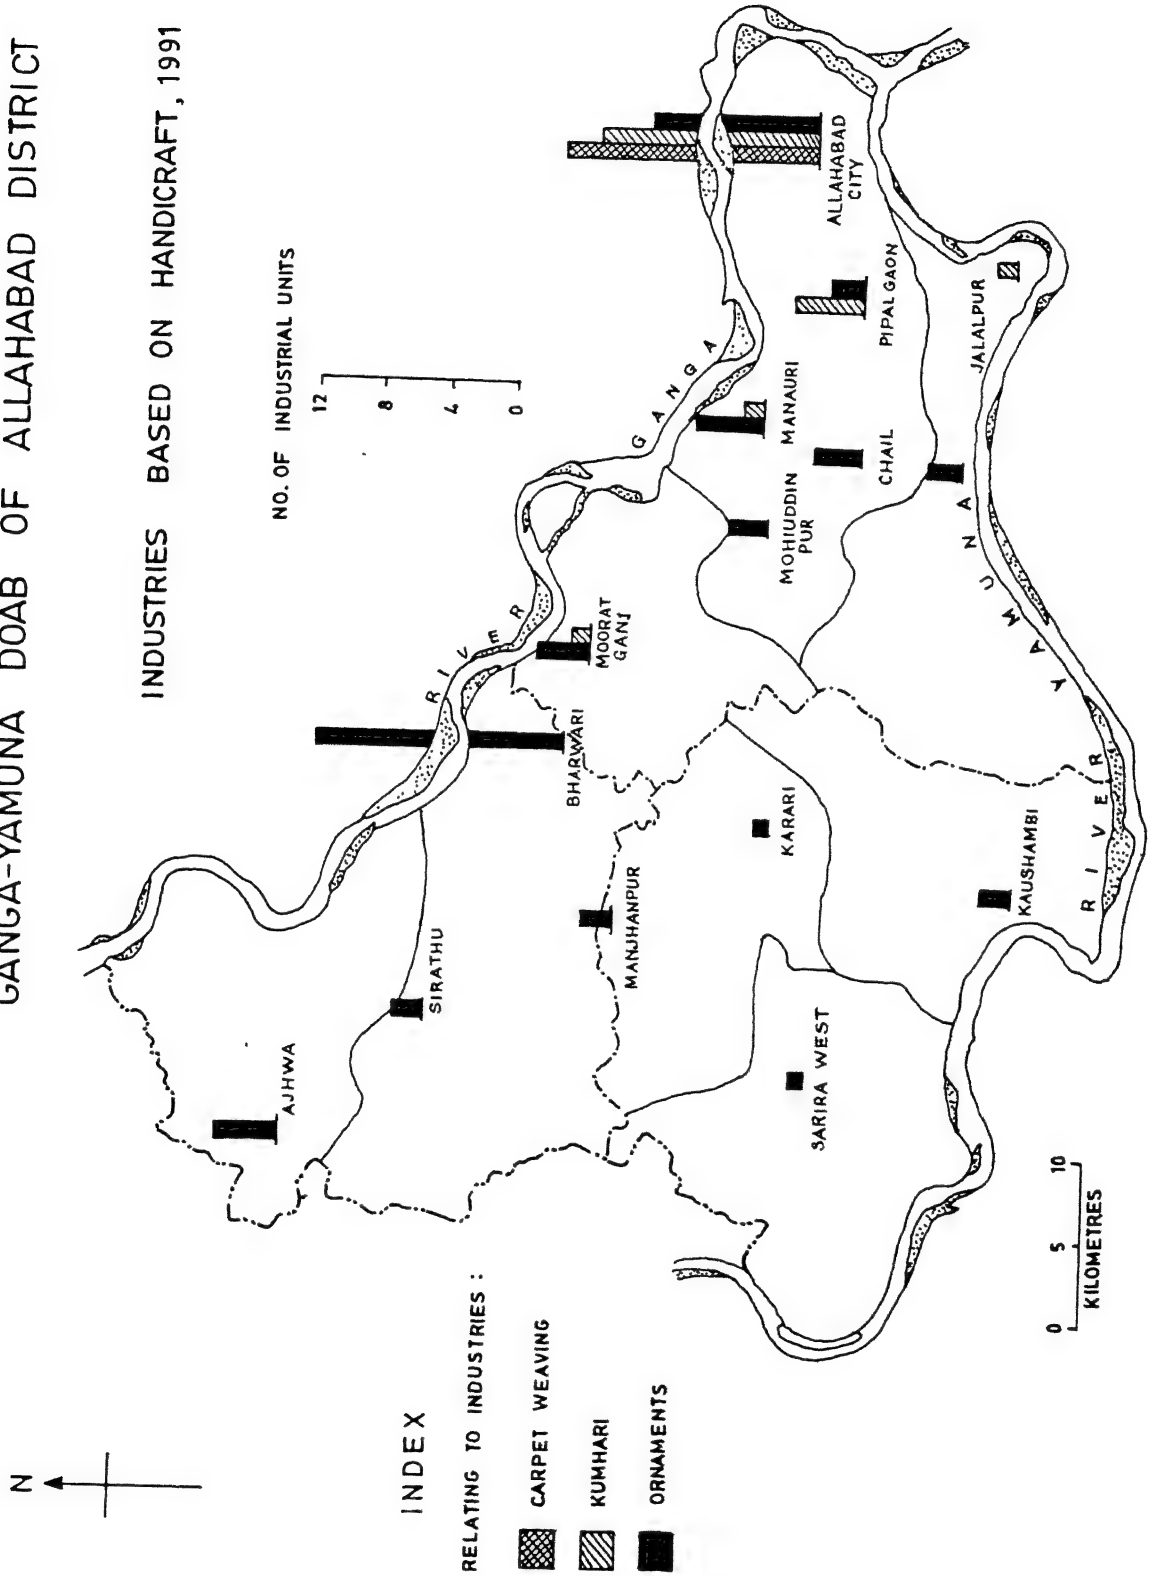 GANGA-YAMUNA DOAB OF ALLAHABAD DISTRICT
INDUSTRIES BASED ON HANDICRAFT, 1991
N
NO. OF INDUSTRIAL UNITS
12
8
4
0
RIVER GANGA
AJHWA
SIRATHU
BHARWARI
MOORAT
GANJ
MANJHANPUR
KARARI
SARIRA WEST
KAUSHAMBI
MOHIUDDIN
PUR
MANAURI
CHAIL
PIPAL GAON
ALLAHABAD
CITY
JALALPUR
RIVER YAMUNA
INDEX
RELATING TO INDUSTRIES :
CARPET WEAVING
KUMHARI
ORNAMENTS
0 5 10
KILOMETRES